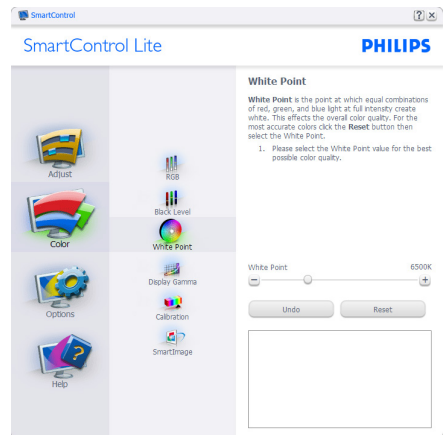 SmartControl
SmartControl Lite
PHILIPS
Adjust
Color
Options
Help
RGB
Black Level
White Point
Display Gamma
Calibration
SmartImage
White Point
White Point is the point at which equal combinations
of red, green, and blue light at full intensity create
white. This effects the overall color quality. For the
most accurate colors click the Reset button then
select the White Point.
1. Please select the White Point value for the best
possible color quality.
White Point 6500K
Undo Reset